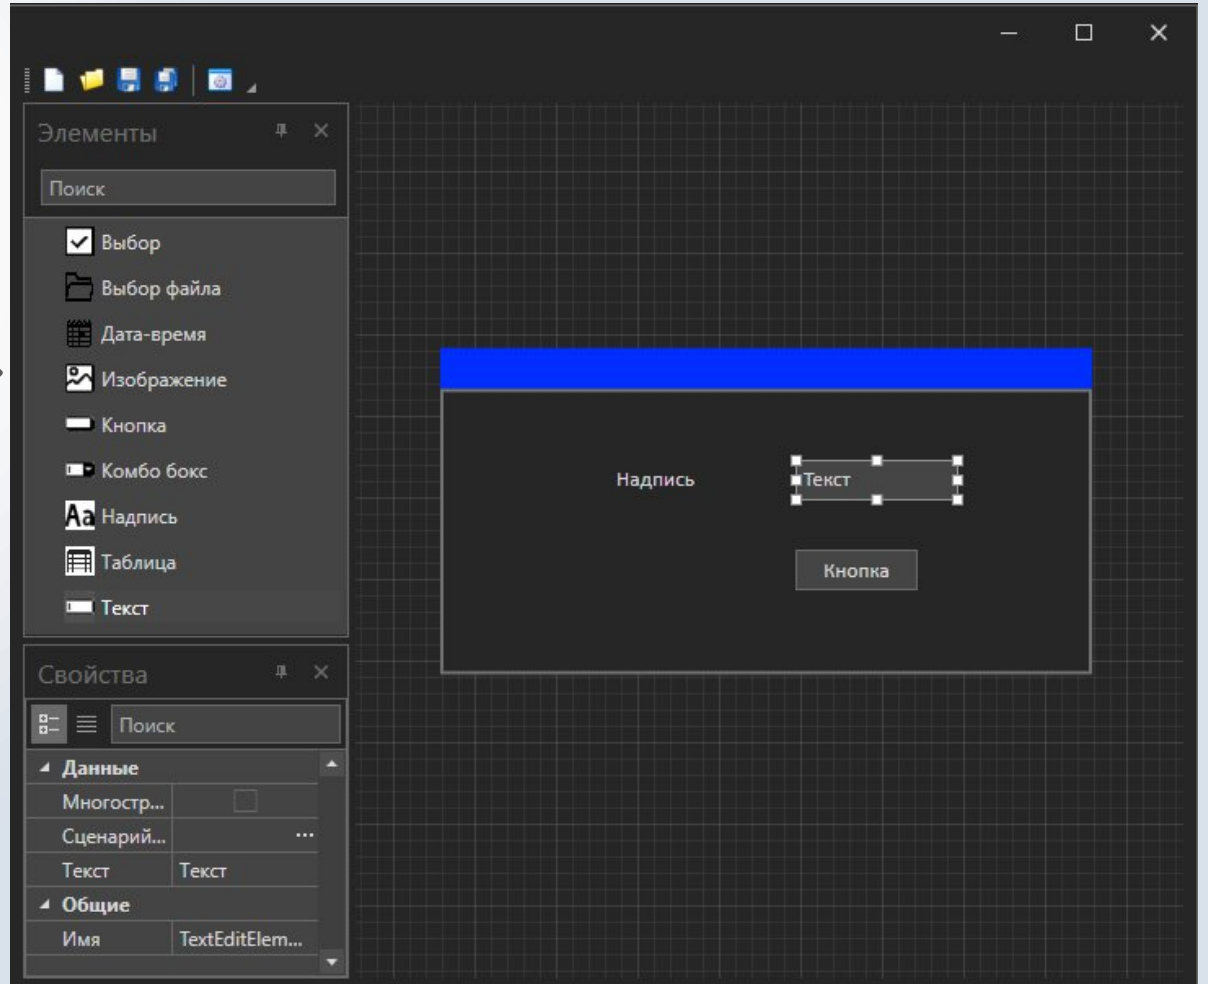 Элементы
Поиск
Выбор
Выбор файла
Дата-время
Изображение
Кнопка
Комбо бокс
Aa Надпись
Таблица
Текст
Свойства
Поиск
Данные
Многостр...
Сценарий... ...
Текст Текст
Общие
Имя TextEditElem...
Надпись Текст
Кнопка